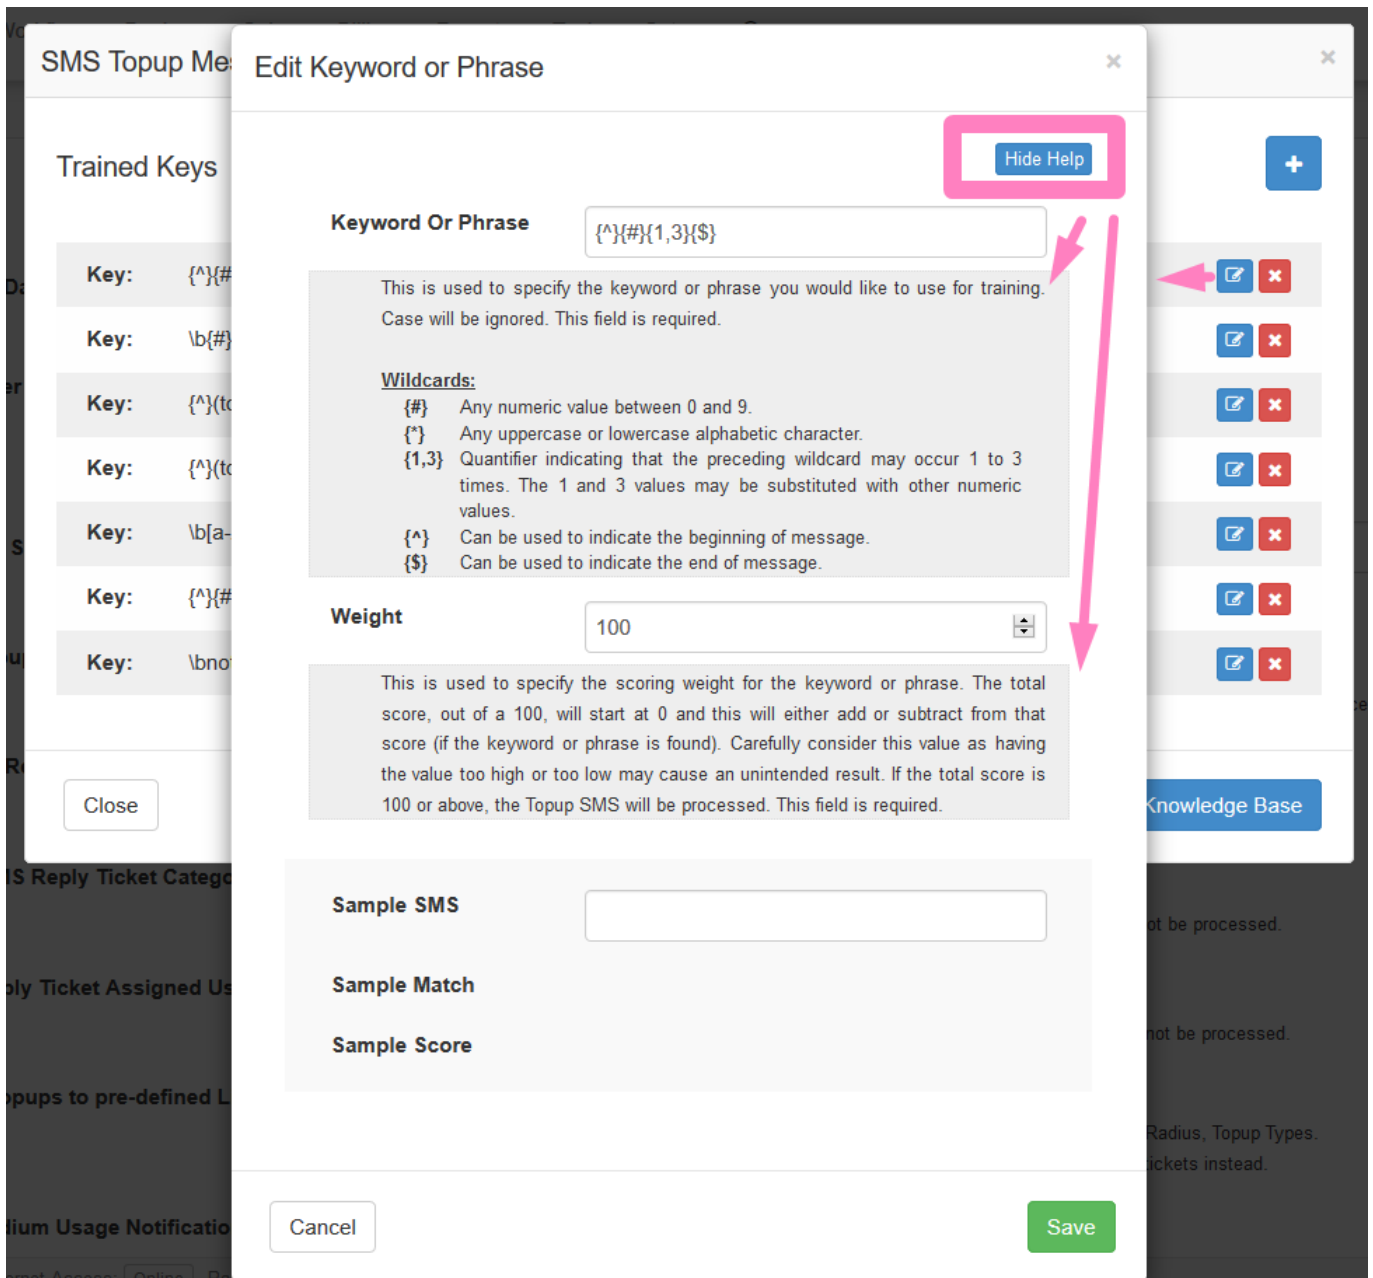 SMS Topup Me
Edit Keyword or Phrase
×
×
Trained Keys
Hide Help
+
Keyword Or Phrase
{^}{#}{1,3}{$}
Key: {^}{#
This is used to specify the keyword or phrase you would like to use for training.
Case will be ignored. This field is required.
Key: \b{#}
Wildcards:
Key: {^}(to
{#} Any numeric value between 0 and 9.
{*} Any uppercase or lowercase alphabetic character.
{1,3} Quantifier indicating that the preceding wildcard may occur 1 to 3
times. The 1 and 3 values may be substituted with other numeric
values.
Key: {^}(to
Key: \b[a-
{^} Can be used to indicate the beginning of message.
{$} Can be used to indicate the end of message.
Key: {^}{#
Weight
100
Key: \bno
This is used to specify the scoring weight for the keyword or phrase. The total
score, out of a 100, will start at 0 and this will either add or subtract from that
score (if the keyword or phrase is found). Carefully consider this value as having
the value too high or too low may cause an unintended result. If the total score is
100 or above, the Topup SMS will be processed. This field is required.
Close
Knowledge Base
IS Reply Ticket Catego
Sample SMS
ot be processed.
Sample Match
ply Ticket Assigned Us
Sample Score
not be processed.
opups to pre-defined L
Radius, Topup Types.
ickets instead.
Cancel
Save
dium Usage Notificatio